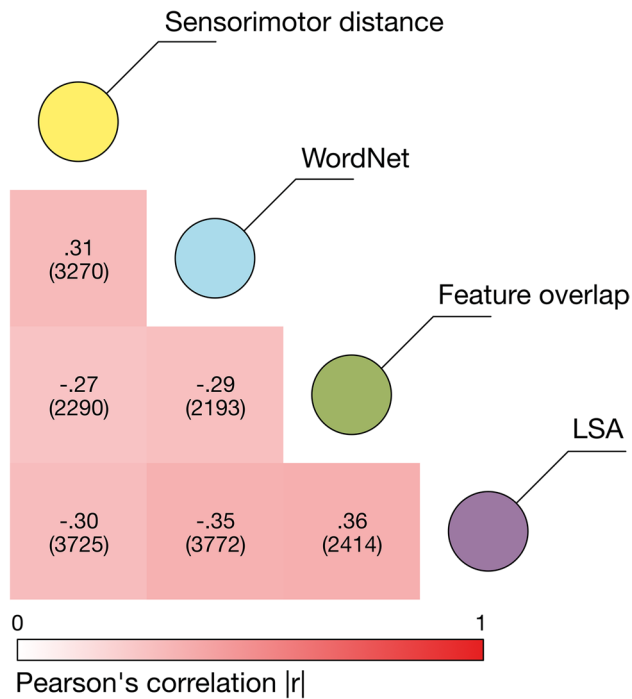 Sensorimotor distance
WordNet
.31
(3270)
Feature overlap
-.27
(2290)
-.29
(2193)
LSA
-.30
(3725)
-.35
(3772)
.36
(2414)
0
1
Pearson's correlation |r|